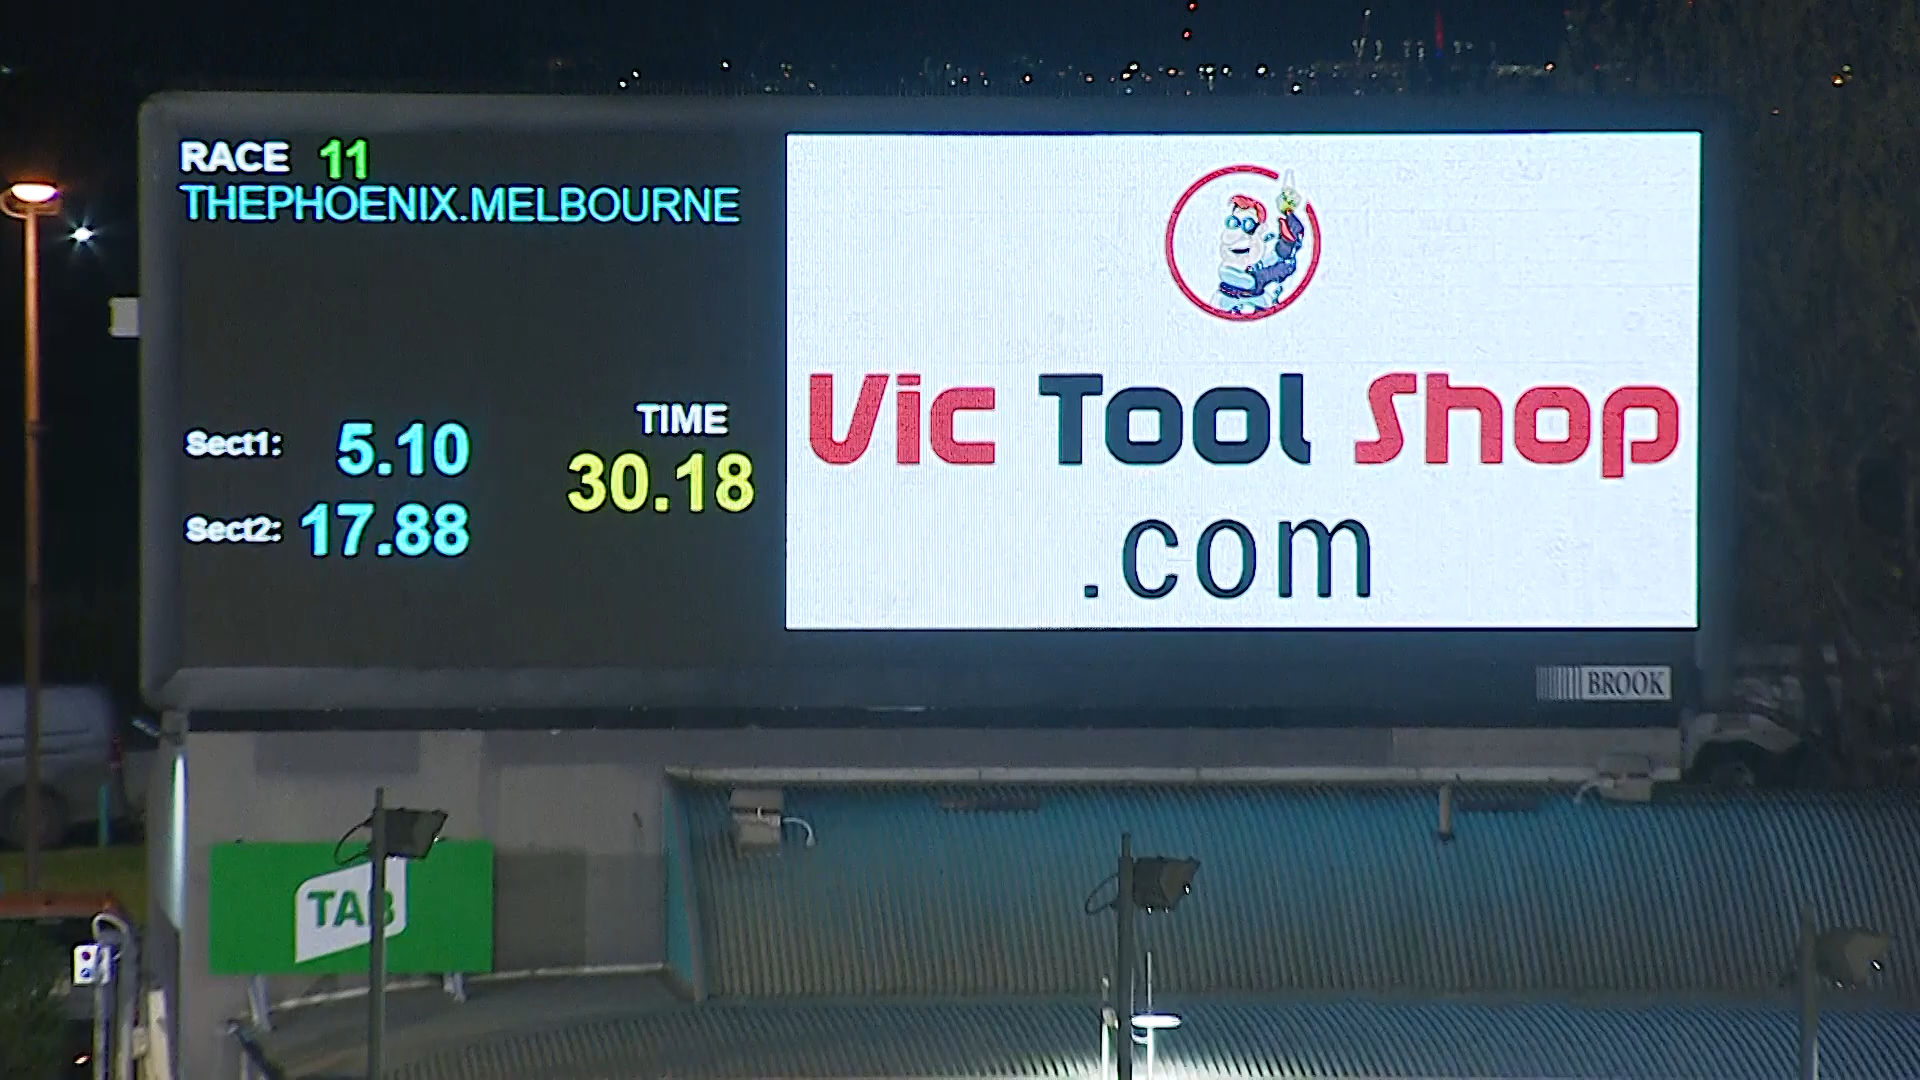 RACE 11
THEPHOENIX.MELBOURNE
Sect1: 5.10
Sect2: 17.88
TIME
30.18
Vic Tool Shop
.com
BROOK
TAB